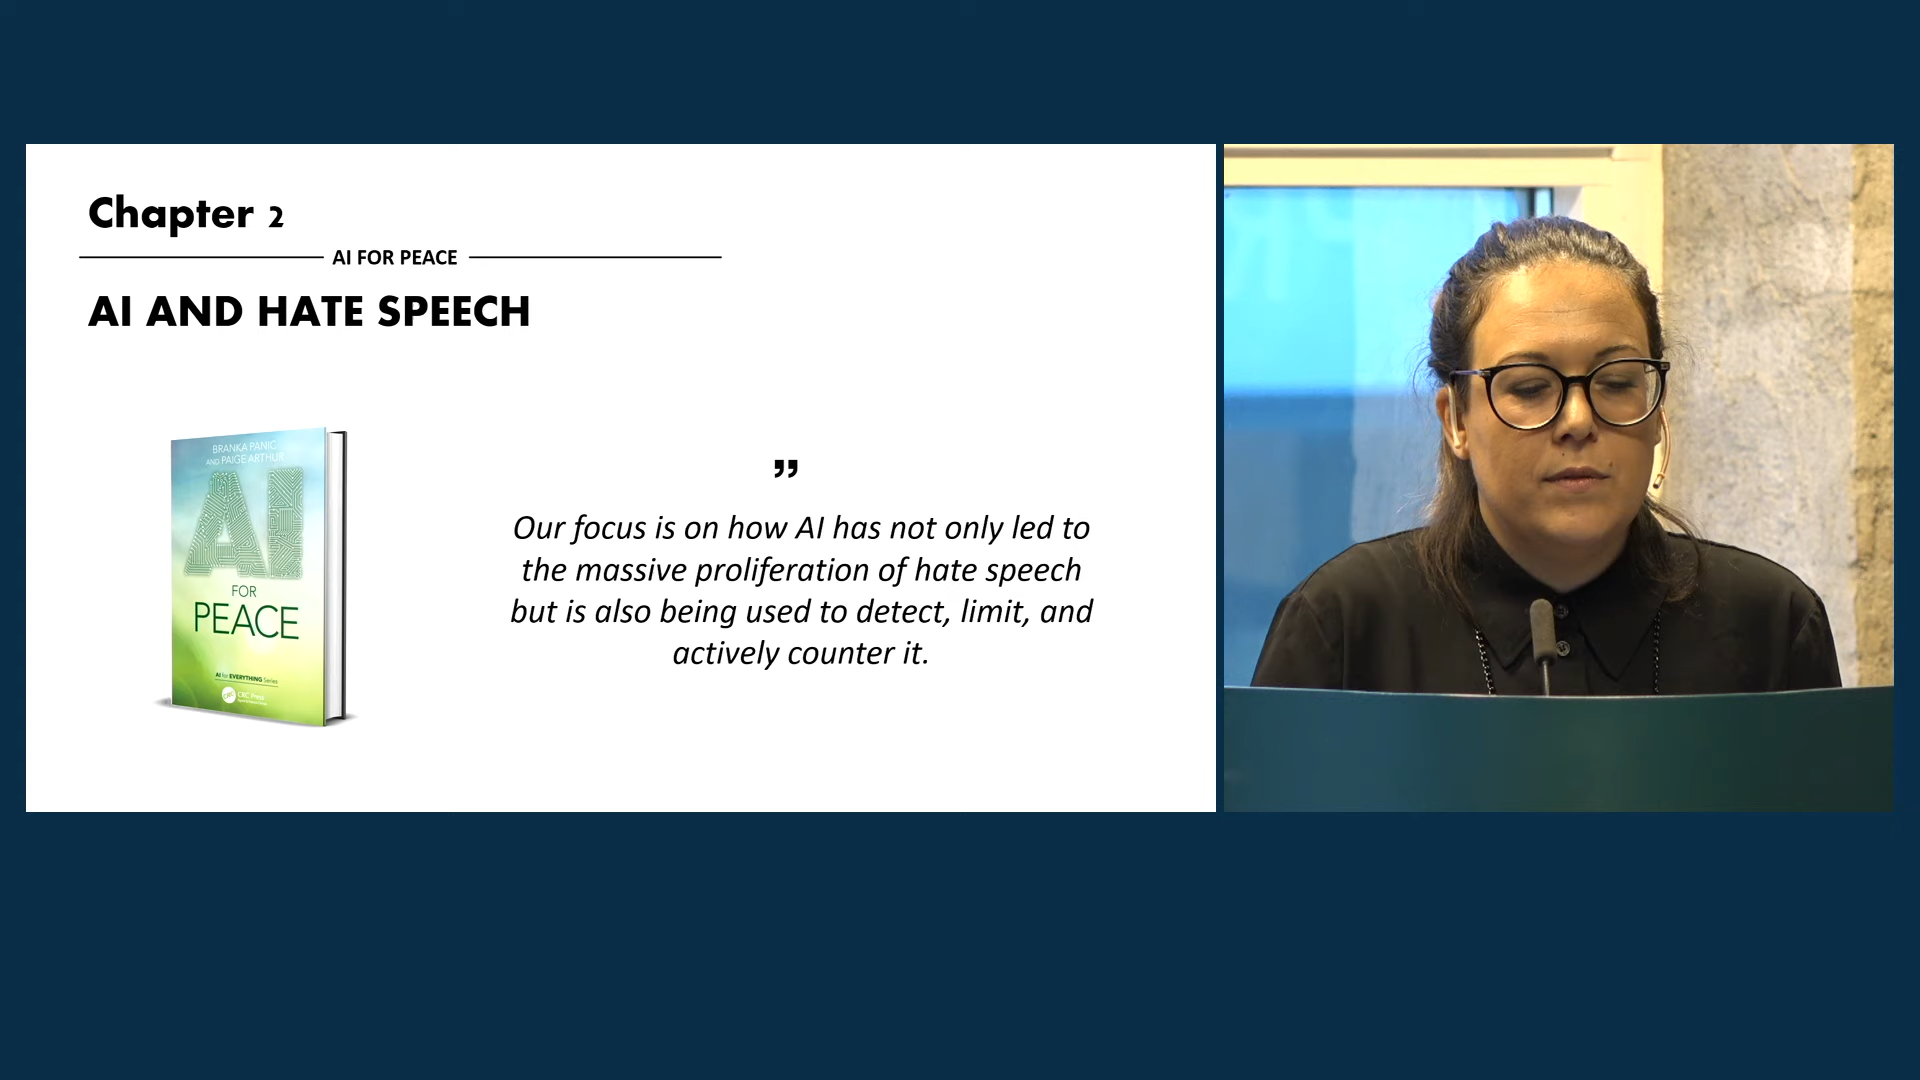 Chapter 2
AI FOR PEACE
AI AND HATE SPEECH
BRANKA PANIC
AND PAIGE ARTHUR
AI
FOR
PEACE
AI for EVERYTHING Series
CRC Press
”
Our focus is on how AI has not only led to
the massive proliferation of hate speech
but is also being used to detect, limit, and
actively counter it.